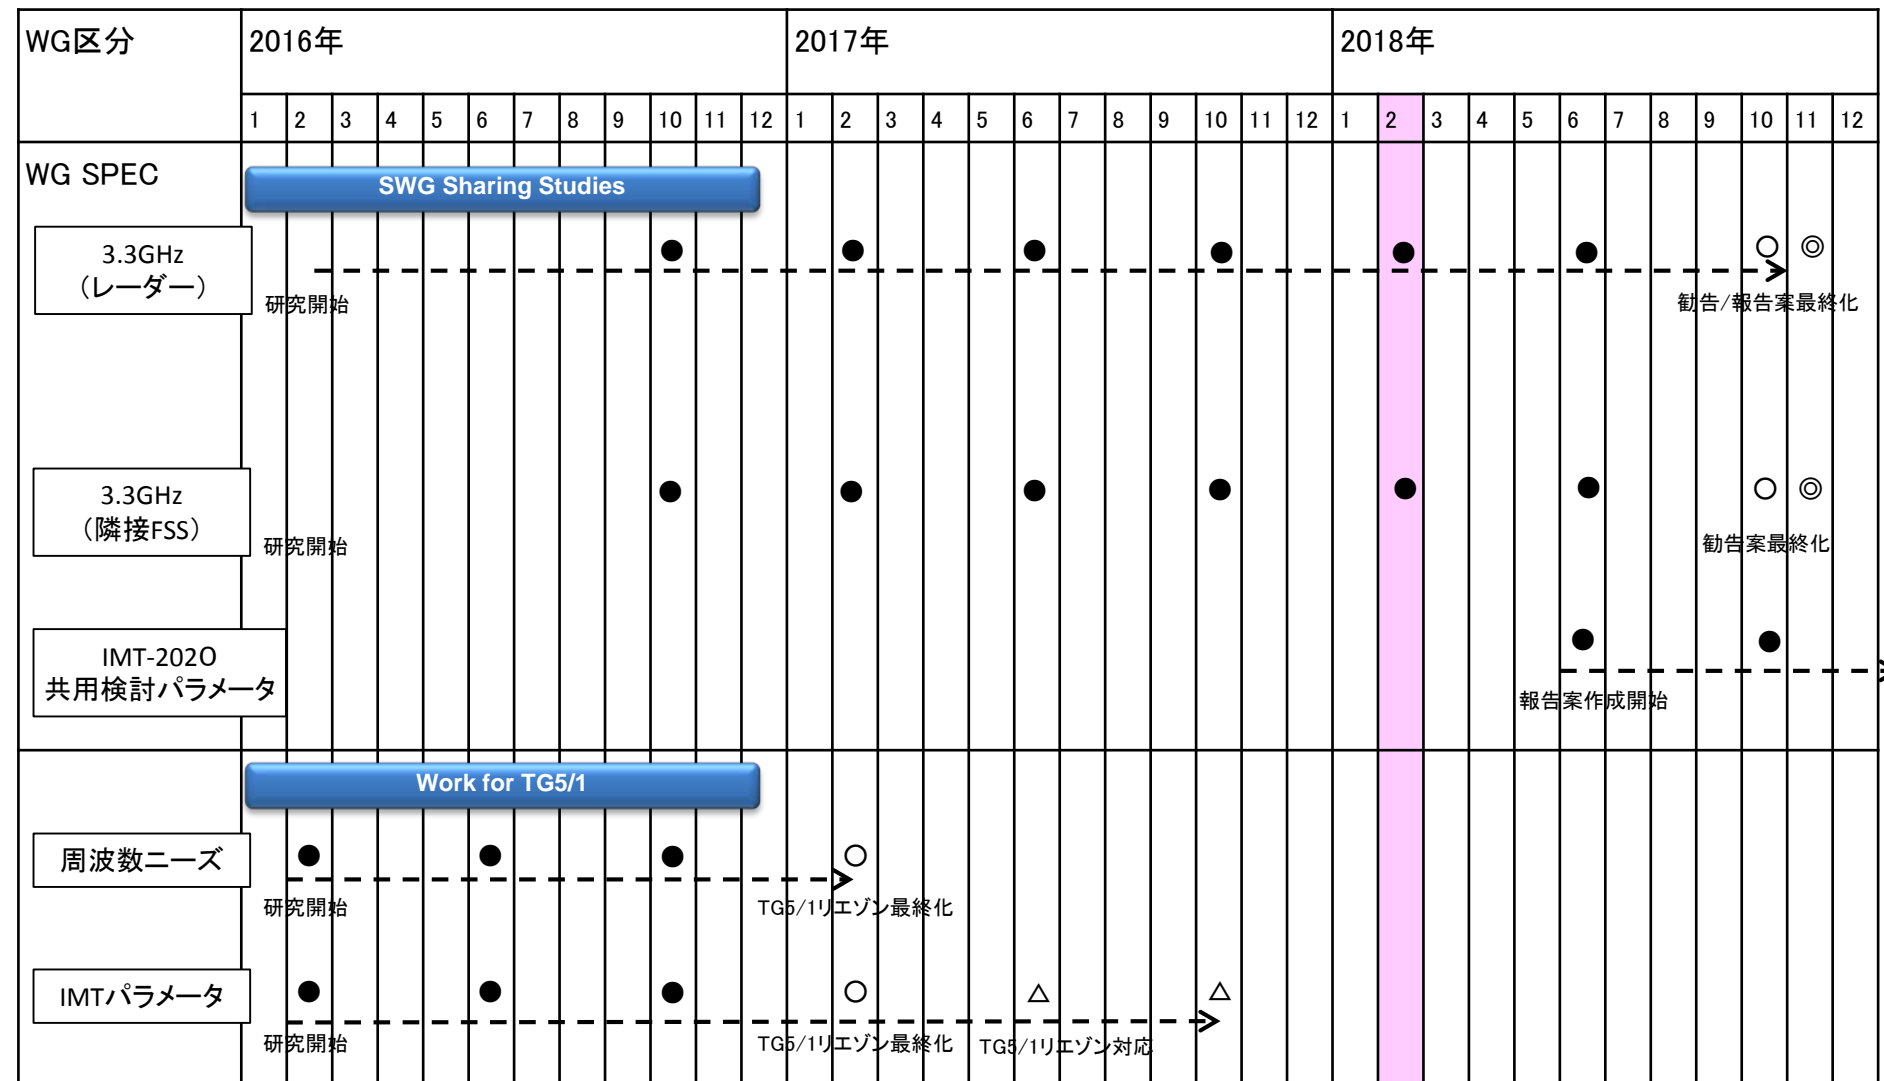 WG区分 2016年 2017年 2018年
1 2 3 4 5 6 7 8 9 10 11 12 1 2 3 4 5 6 7 8 9 10 11 12 1 2 3 4 5 6 7 8 9 10 11 12
WG SPEC
SWG Sharing Studies
3.3GHz
（レーダー）
● ● ● ● ● ● ○ ◎
研究開始 勧告/報告案最終化
3.3GHz
（隣接FSS）
● ● ● ● ● ● ○ ◎
研究開始 勧告案最終化
IMT-202O
共用検討パラメータ
● ●
報告案作成開始
Work for TG5/1
周波数ニーズ
● ● ● ○
研究開始 TG5/1リエゾン最終化
IMTパラメータ
● ● ● ○ △ △
研究開始 TG5/1リエゾン最終化 TG5/1リエゾン対応